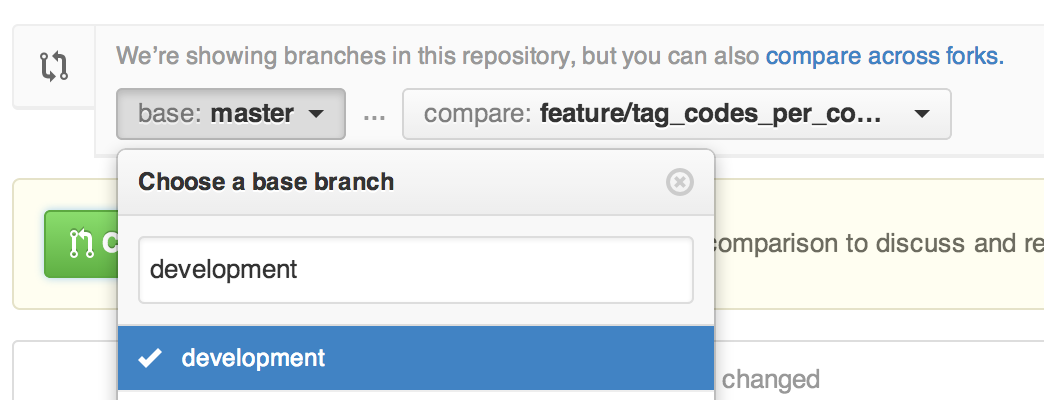 We’re showing branches in this repository, but you can also compare across forks.
base: master ... compare: feature/tag_codes_per_co...
Choose a base branch
comparison to discuss and re
development
development
changed